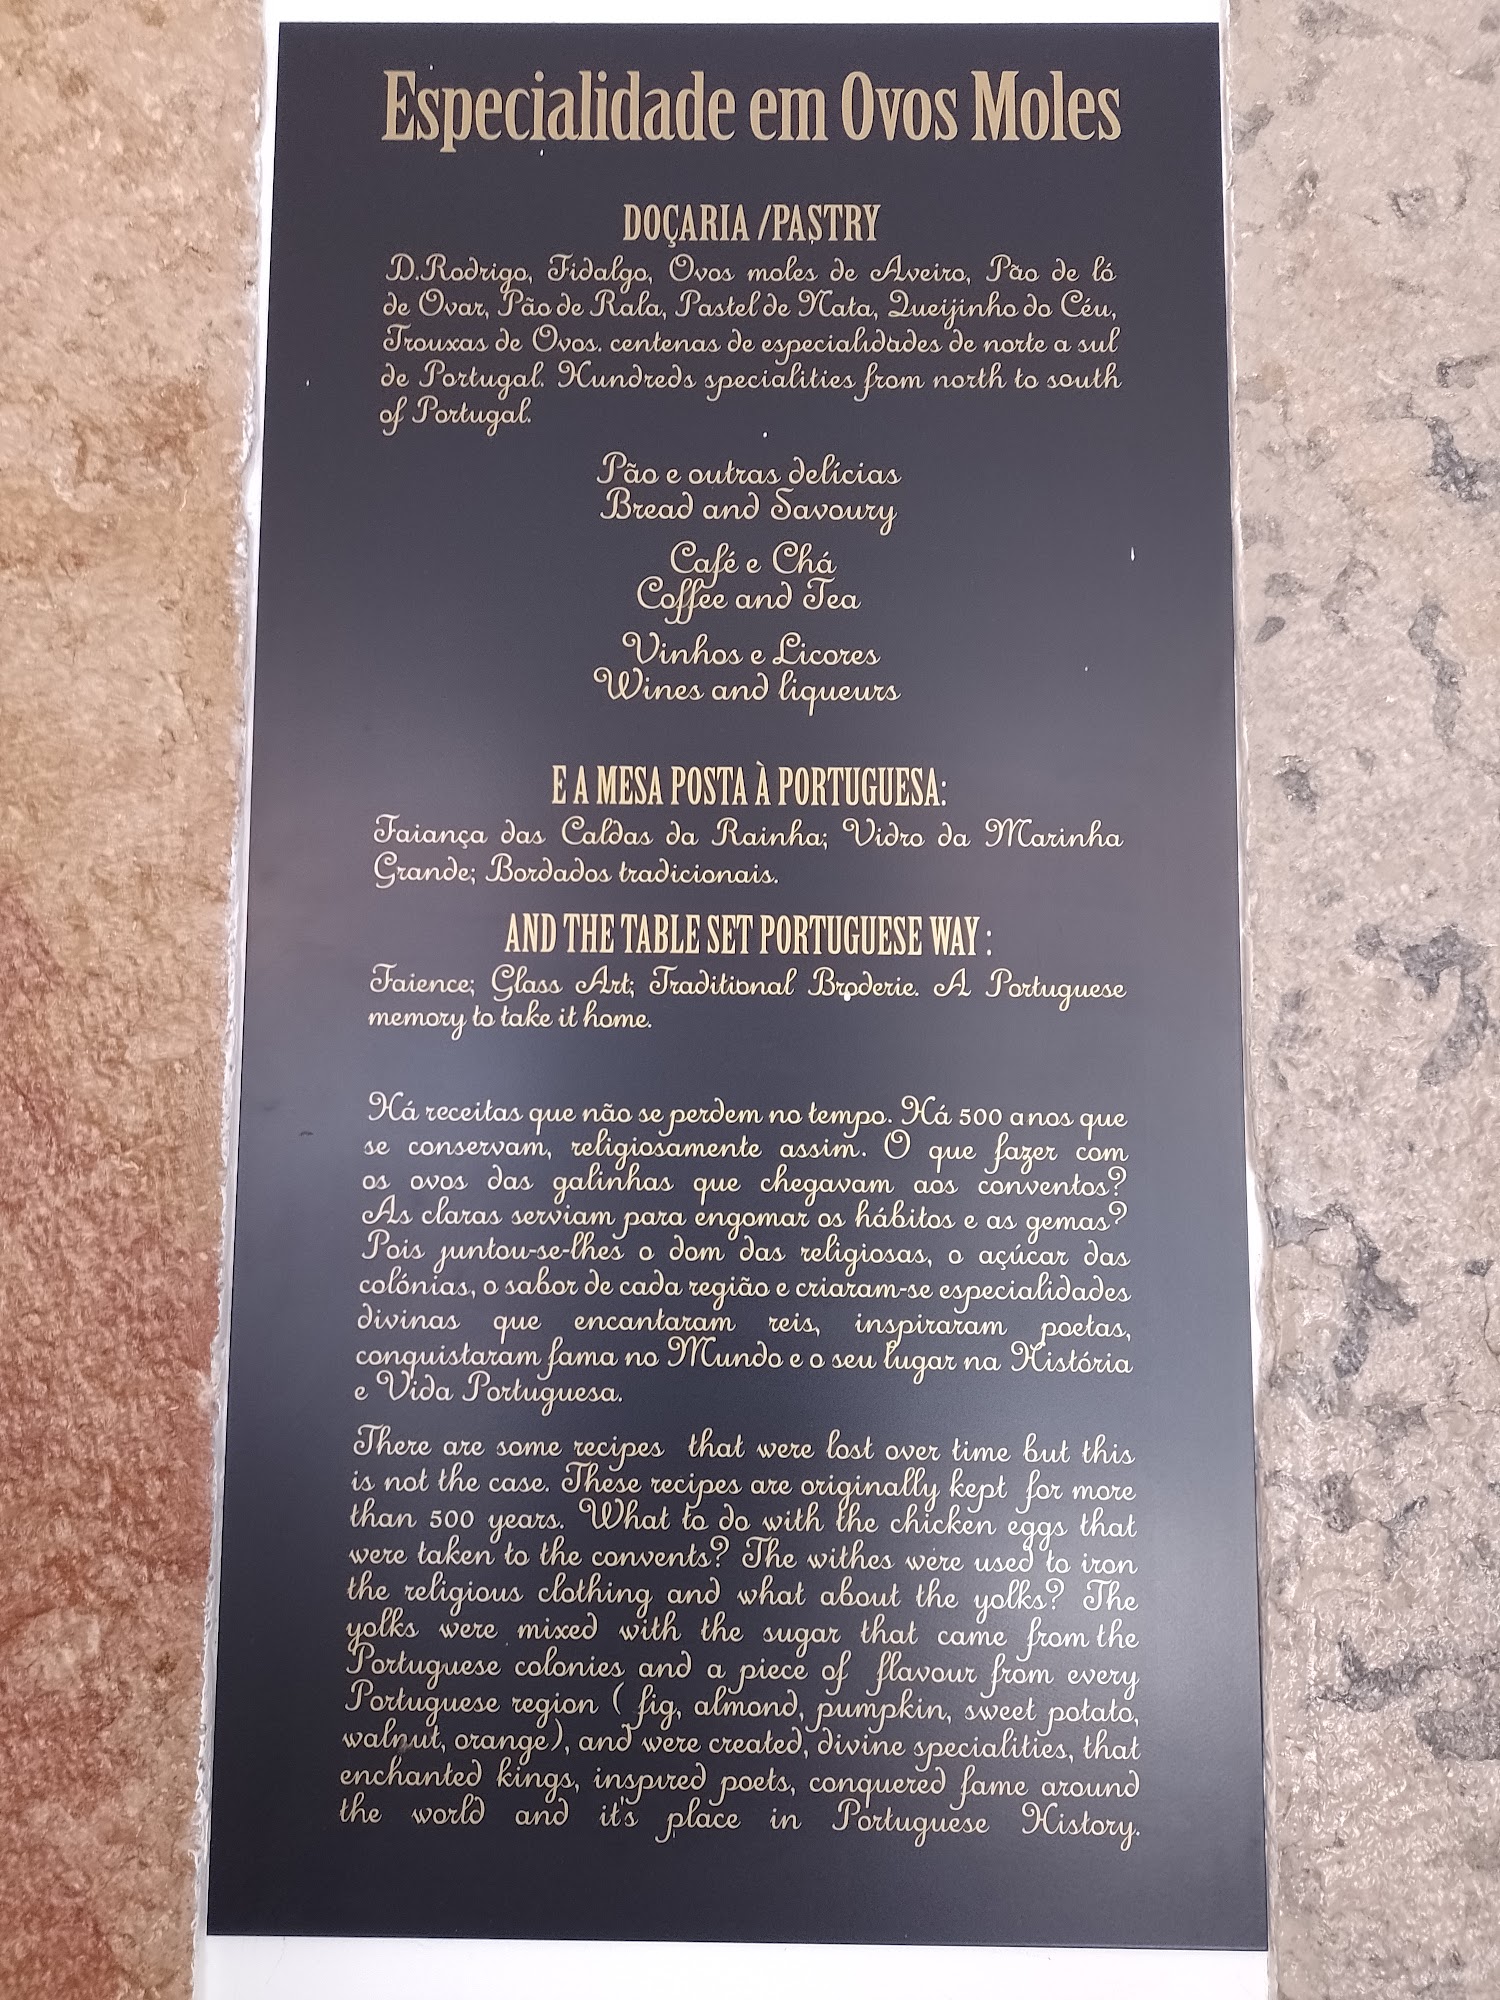 Especialidade em Ovos Moles
DOÇARIA /PASTRY
D.Rodrigo, Fidalgo, Ovos moles de Aveiro, Pão de ló
de Ovar, Pão de Rala, Pastel de Nata, Queijinho do Céu,
Trouxas de Ovos. centenas de especialidades de norte a sul
de Portugal. Hundreds specialities from north to south
of Portugal.
Pão e outras delícias
Bread and Savoury
Café e Chá
Coffee and Tea
Vinhos e Licores
Wines and liqueurs
E A MESA POSTA À PORTUGUESA:
Faiança das Caldas da Rainha; Vidro da Marinha
Grande; Bordados tradicionais.
AND THE TABLE SET PORTUGUESE WAY :
Faience; Glass Art; Traditional Broderie. A Portuguese
memory to take it home.
Há receitas que não se perdem no tempo. Há 500 anos que
se conservam, religiosamente assim. O que fazer com
os ovos das galinhas que chegavam aos conventos?
As claras serviam para engomar os hábitos e as gemas?
Pois juntou-se-lhes o dom das religiosas, o açúcar das
colónias, o sabor de cada região e criaram-se especialidades
divinas que encantaram reis, inspiraram poetas,
conquistaram fama no Mundo e o seu lugar na História
e Vida Portuguesa.
There are some recipes that were lost over time but this
is not the case. These recipes are originally kept for more
than 500 years. What to do with the chicken eggs that
were taken to the convents? The withes were used to iron
the religious clothing and what about the yolks? The
yolks were mixed with the sugar that came from the
Portuguese colonies and a piece of flavour from every
Portuguese region ( fig, almond, pumpkin, sweet potato,
walnut, orange), and were created, divine specialities, that
enchanted kings, inspired poets, conquered fame around
the world and it's place in Portuguese History.